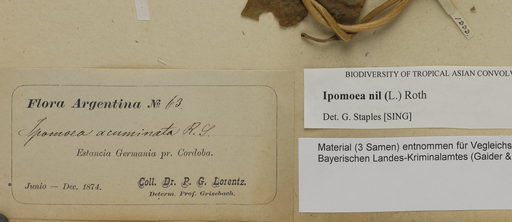 Flora Argentina № 63
Ipomoea acuminata R. S.
Estancia Germania pr. Cordoba.
Junio — Dec. 1874.
Coll. Dr. P. G. Lorentz.
Determ. Prof. Grisebach.
BIODIVERSITY OF TROPICAL ASIAN CONVOLV
Ipomoea nil (L.) Roth
Det. G. Staples [SING]
Material (3 Samen) entnommen für Vegleichs
Bayerischen Landes-Kriminalamtes (Gaider &